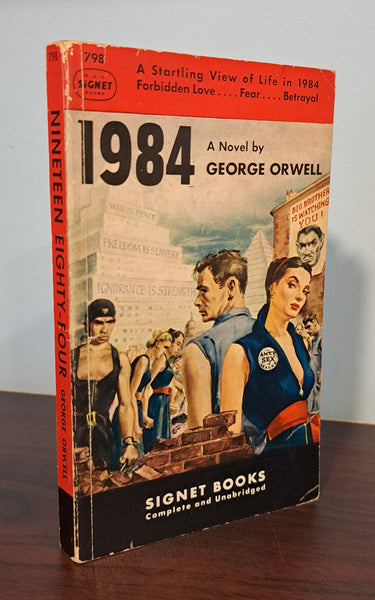 798
SIGNET
BOOKS
NINETEEN EIGHTY-FOUR
GEORGE ORWELL
798
SIGNET
BOOKS
A Startling View of Life in 1984
Forbidden Love....Fear....Betrayal
1984
A Novel by
GEORGE ORWELL
WAR IS PEACE
FREEDOM IS SLAVERY
IGNORANCE IS STRENGTH
BIG BROTHER
IS WATCHING
YOU!
ANTI
SEX
SIGNET BOOKS
Complete and Unabridged